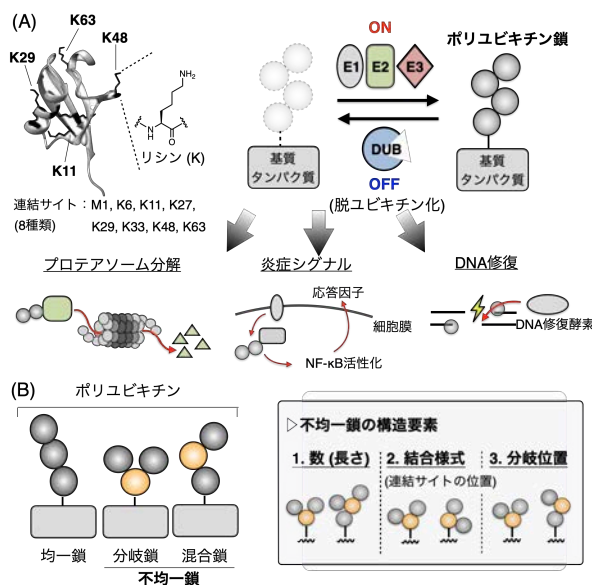 (A)
K63
K48
K29
K11
NH2
N
H
O
リシン (K)
連結サイト : M1, K6, K11, K27,
(8種類) K29, K33, K48, K63
ON
E1 E2 E3
DUB
OFF
(脱ユビキチン化)
ポリユビキチン鎖
基質
タンパク質
基質
タンパク質
プロテアソーム分解
炎症シグナル
DNA修復
応答因子
細胞膜
NF-κB活性化
DNA修復酵素
(B)
ポリユビキチン
均一鎖 分岐鎖 混合鎖
不均一鎖
▷不均一鎖の構造要素
1. 数 (長さ) 2. 結合様式 3. 分岐位置
(連結サイトの位置)